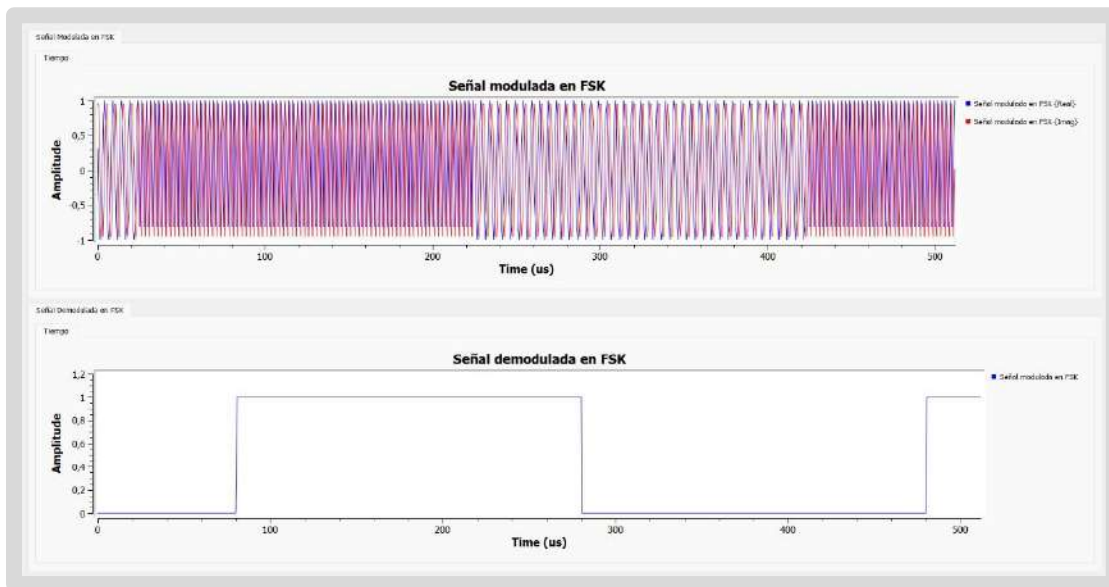 Señal Modulada en FSK
Tiempo
Señal modulada en FSK
1
0,5
0
-0,5
-1
Amplitude
0 100 200 300 400 500
Time (us)
Señal modulado en FSK-{Real}
Señal modulado en FSK-{Imag}
Señal Demodulada en FSK
Tiempo
Señal demodulada en FSK
1,2
1
0,8
0,6
0,4
0,2
0
Amplitude
0 100 200 300 400 500
Time (us)
Señal modulada en FSK